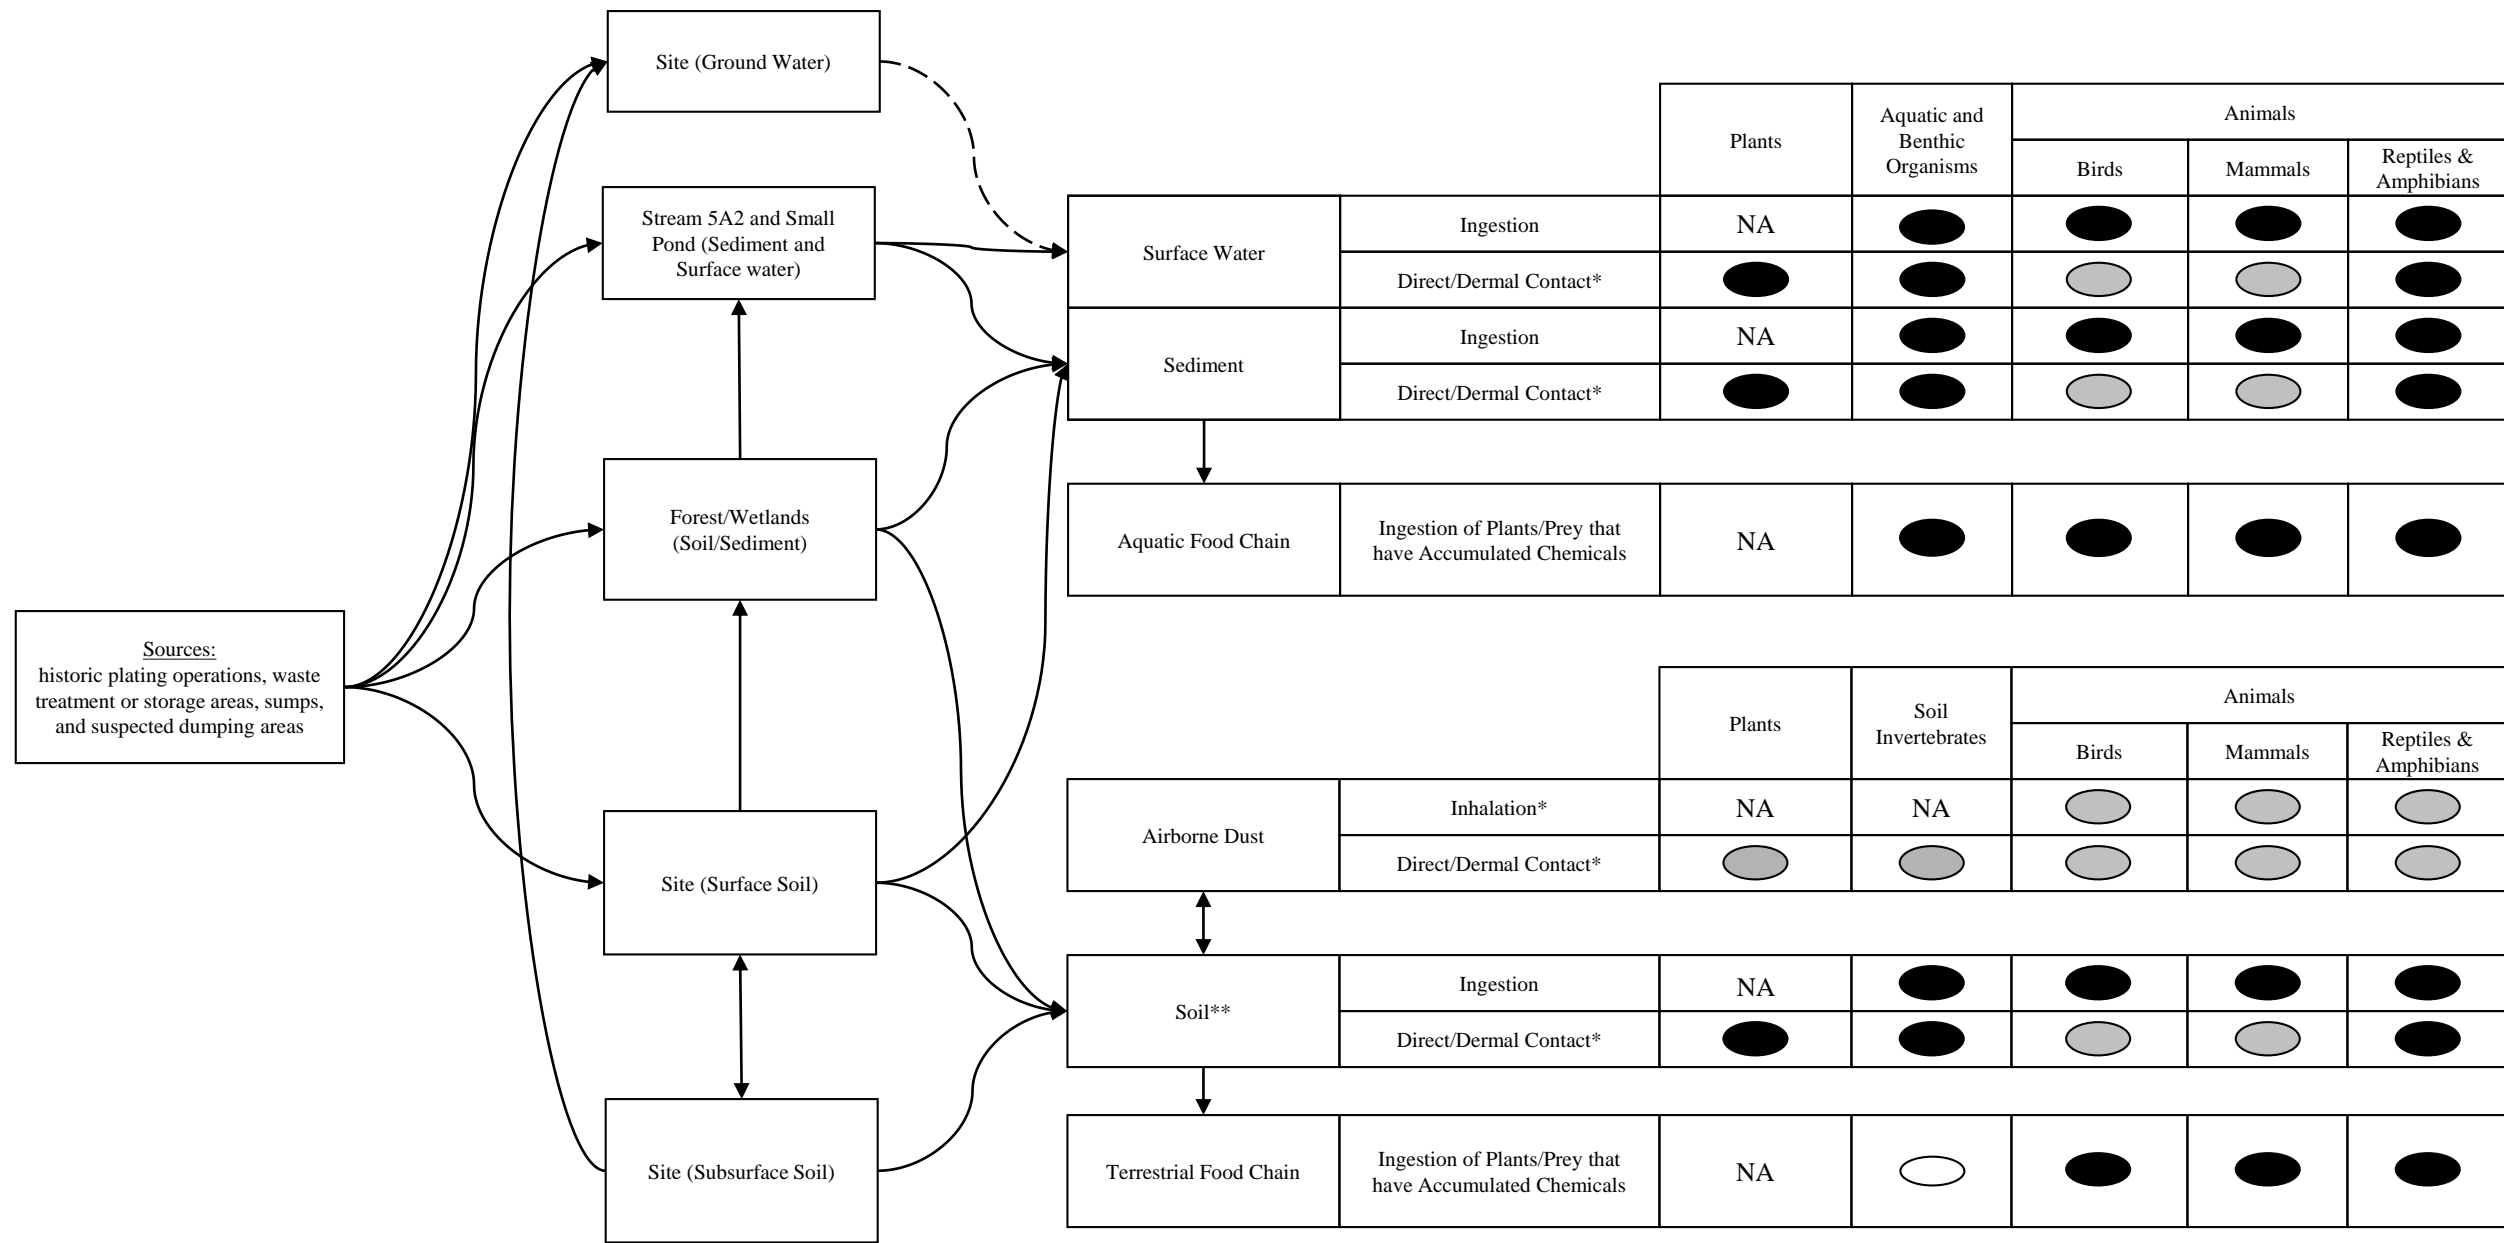 Site (Ground Water)
Stream 5A2 and Small
Pond (Sediment and
Surface water)
Forest/Wetlands
(Soil/Sediment)
Sources:
historic plating operations, waste
treatment or storage areas, sumps,
and suspected dumping areas
Site (Surface Soil)
Site (Subsurface Soil)
Plants
Aquatic and
Benthic
Organisms
Animals
Birds
Mammals
Reptiles &
Amphibians
Surface Water
Ingestion
NA
Direct/Dermal Contact*
Sediment
Ingestion
NA
Direct/Dermal Contact*
Aquatic Food Chain
Ingestion of Plants/Prey that
have Accumulated Chemicals
NA
Plants
Soil
Invertebrates
Animals
Birds
Mammals
Reptiles &
Amphibians
Airborne Dust
Inhalation*
NA
NA
Direct/Dermal Contact*
Soil**
Ingestion
NA
Direct/Dermal Contact*
Terrestrial Food Chain
Ingestion of Plants/Prey that
have Accumulated Chemicals
NA